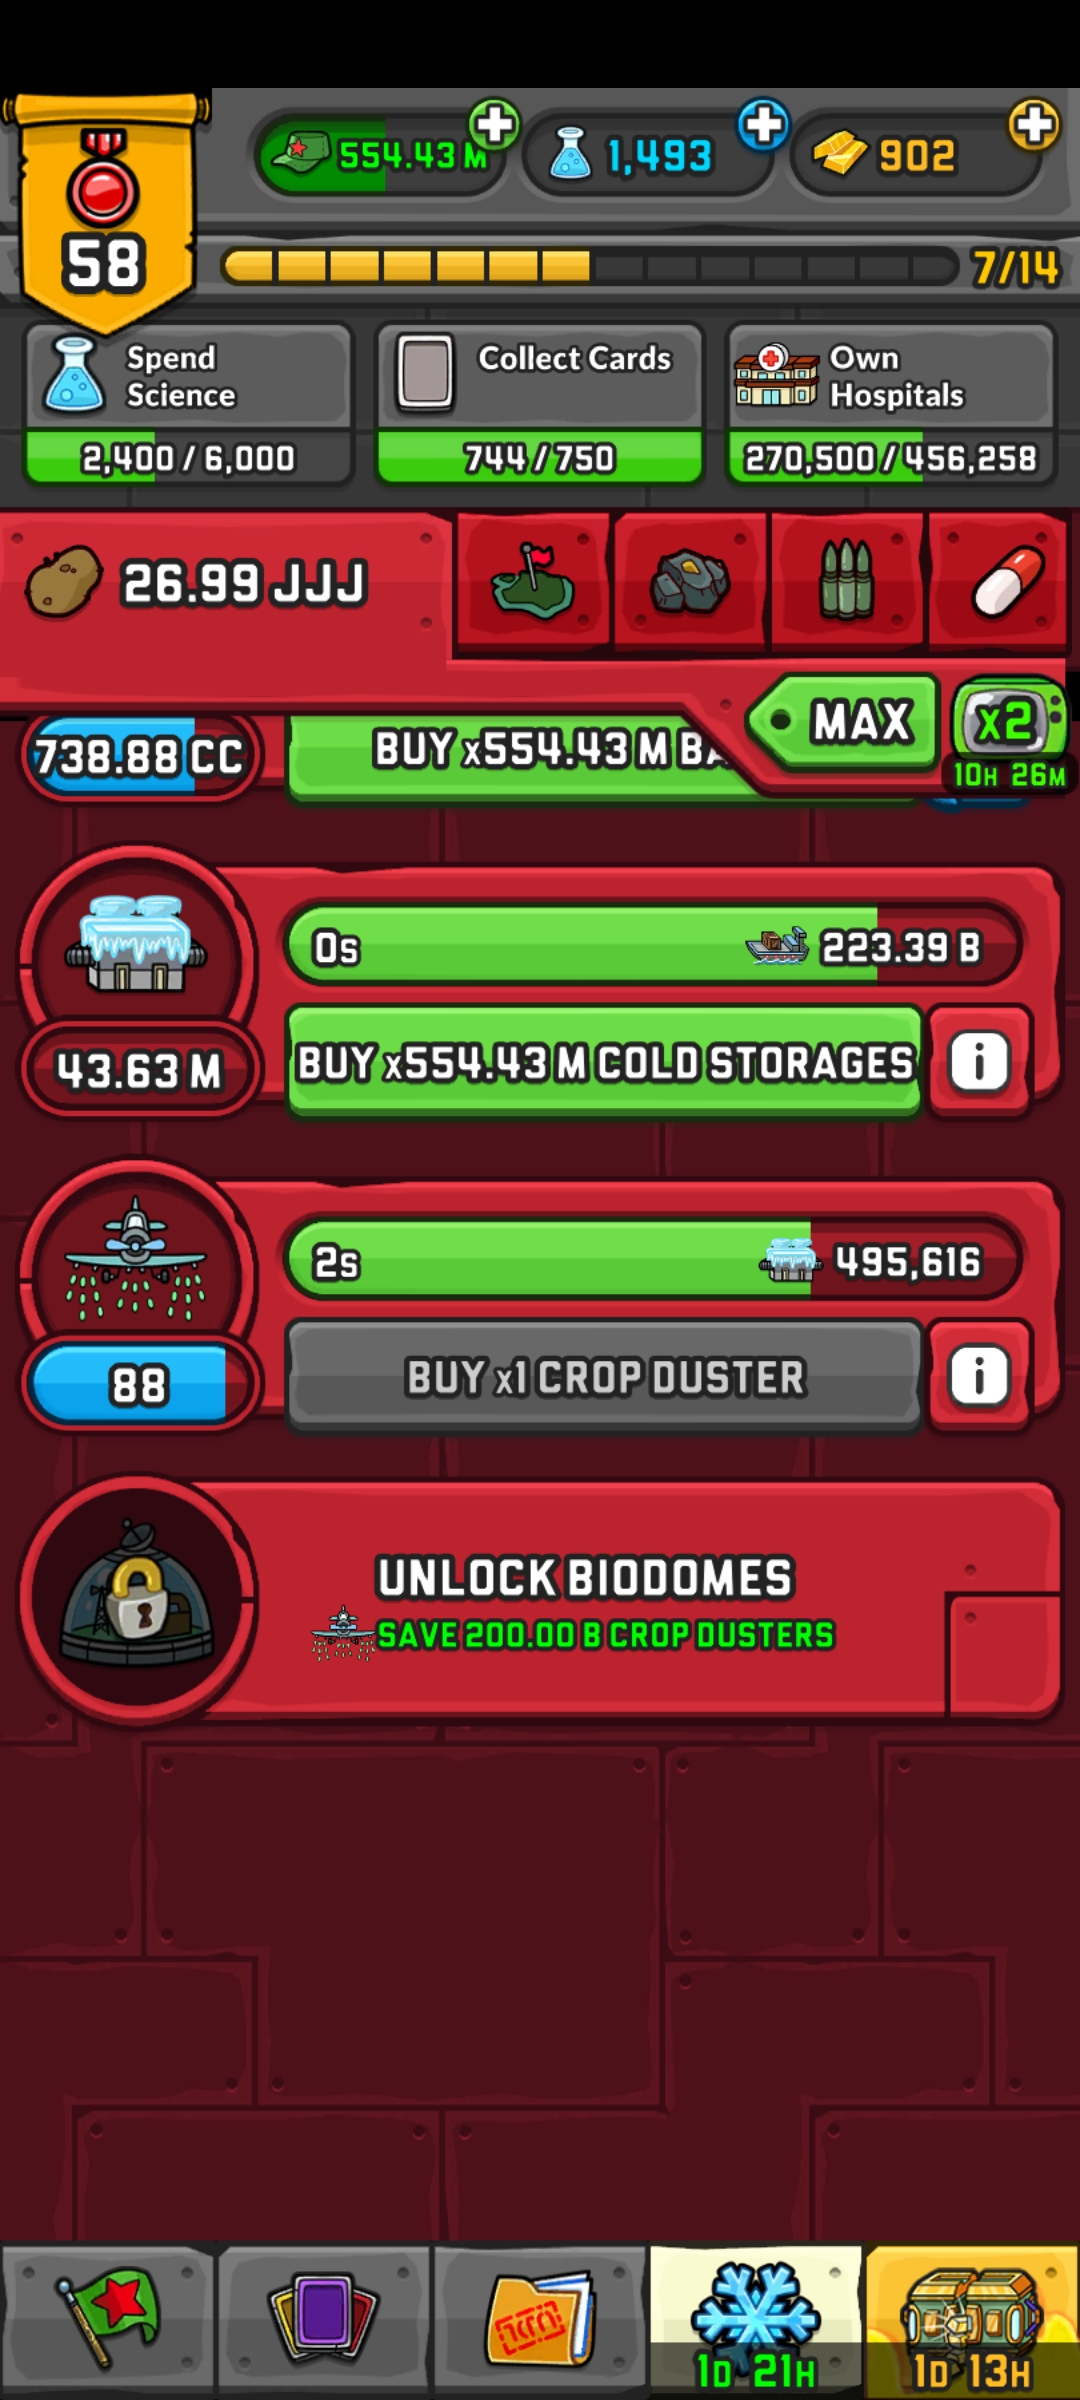 554.43 M
1,493
902
58
7/14
Spend
Science
2,400 / 6,000
Collect Cards
744 / 750
Own
Hospitals
270,500 / 456,258
26.99 JJJ
MAX
x2
10H 26M
738.88 CC
BUY x554.43 M
0s
223.39 B
43.63 M
BUY x554.43 M COLD STORAGES
i
2s
495,616
88
BUY x1 CROP DUSTER
i
UNLOCK BIODOMES
SAVE 200.00 B CROP DUSTERS
1D 21H
1D 13H